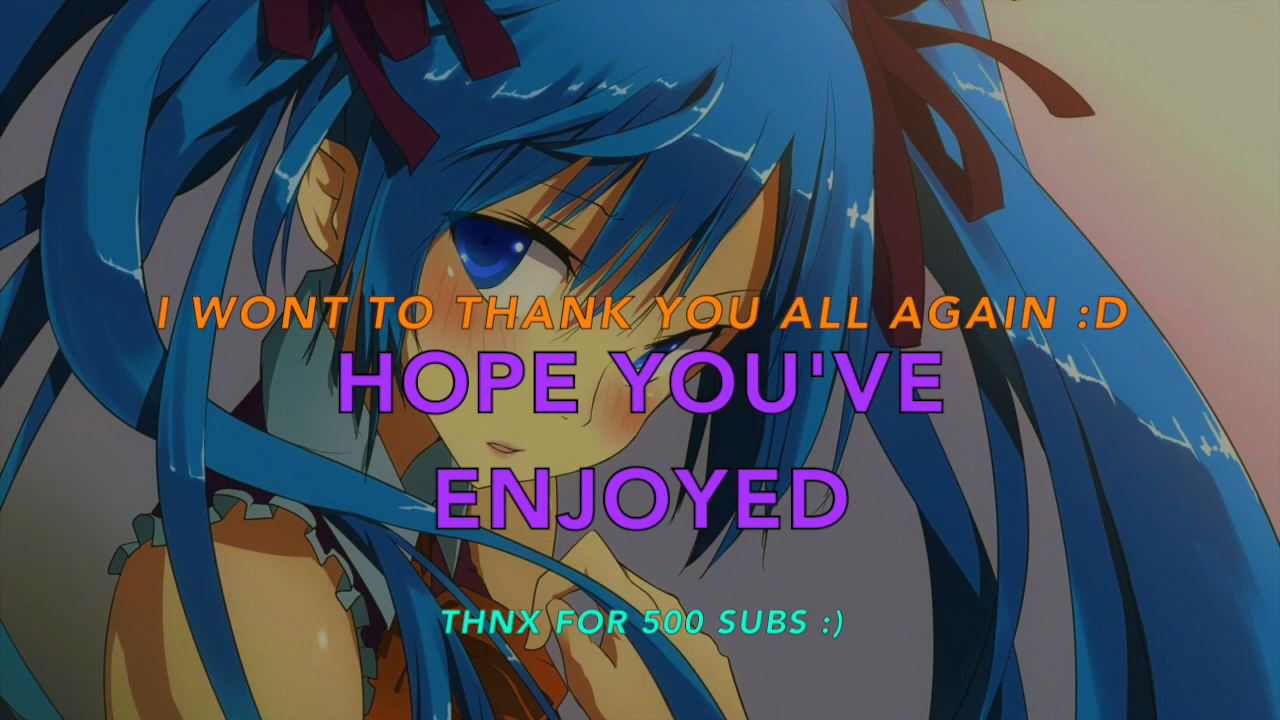 I WONT TO THANK YOU ALL AGAIN :D
HOPE YOU'VE
ENJOYED
THNX FOR 500 SUBS :)